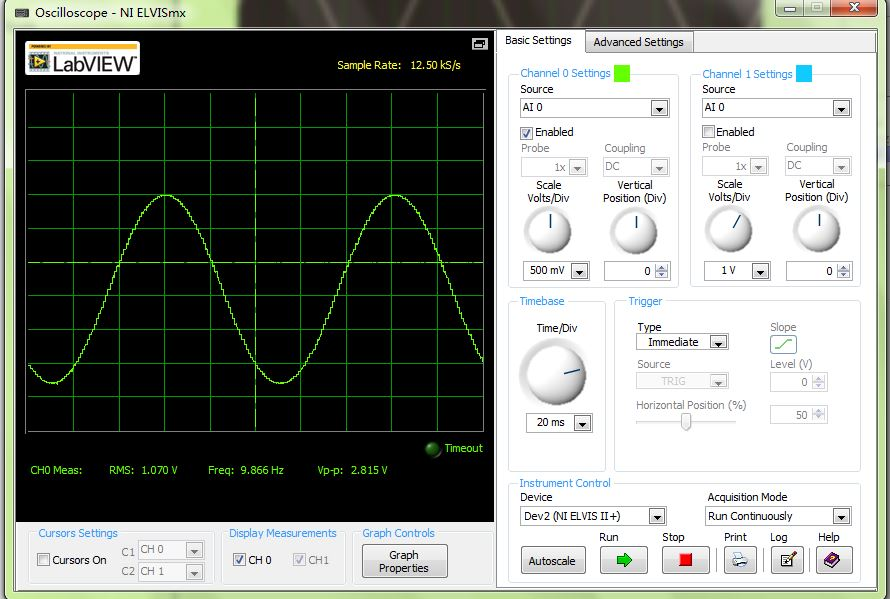 Oscilloscope - NI ELVISmx
POWERED BY
NATIONAL INSTRUMENTS
LabVIEW™
Sample Rate: 12.50 kS/s
Timeout
CH0 Meas: RMS: 1.070 V Freq: 9.866 Hz Vp-p: 2.815 V
Cursors Settings
Cursors On
C1 CH 0
C2 CH 1
Display Measurements
CH 0 CH1
Graph Controls
Graph
Properties
Basic Settings Advanced Settings
Channel 0 Settings
Source
AI 0
Enabled
Probe Coupling
1x DC
Scale
Volts/Div
Vertical
Position (Div)
500 mV 0
Channel 1 Settings
Source
AI 0
Enabled
Probe Coupling
1x DC
Scale
Volts/Div
Vertical
Position (Div)
1 V 0
Timebase
Time/Div
20 ms
Trigger
Type
Immediate
Source
TRIG
Horizontal Position (%)
Slope
Level (V)
0
50
Instrument Control
Device
Dev2 (NI ELVIS II+)
Acquisition Mode
Run Continuously
Autoscale
Run Stop Print Log Help